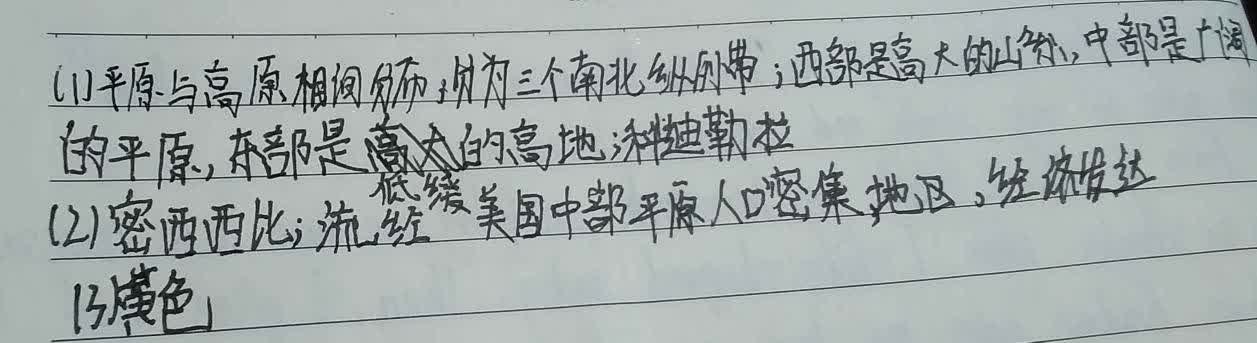 (1)平原与高原相间分布;分为三个南北纵列带;西部是高大的山系,中部是广阔
的平原,东部是高大的高地;科迪勒拉
低缓
(2)密西西比;流经 美国中部平原人口密集地区,经济发达
(3)黄色